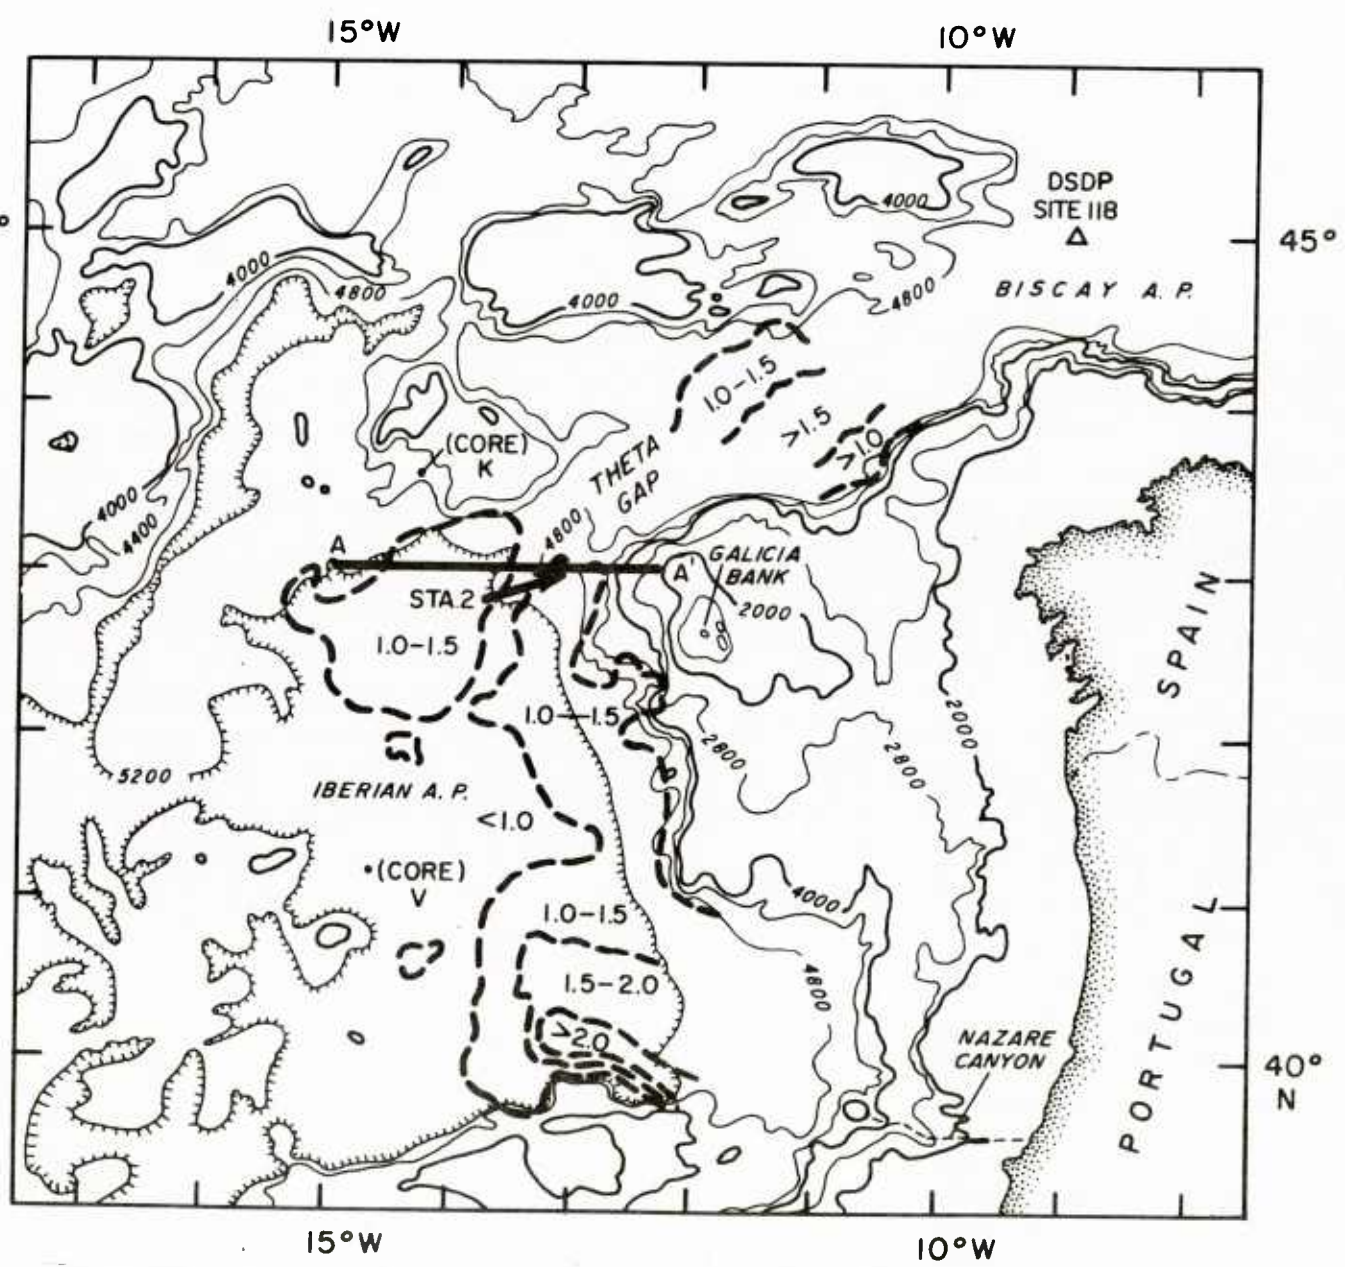 15°W 10°W
DSDP
SITE 118
4000
°
45°
4000
4800
4000
4800
BISCAY A.P.
1.0-1.5
>1.5
>1.0
(CORE)
K
THETA
GAP
4000
4400
4800
A
A'
GALICIA
BANK
STA.2
2000
1.0-1.5
SPAIN
1.0-1.5
2000
2800
2800
5200
IBERIAN A.P.
<1.0
(CORE)
V
4000
1.0-1.5
PORTUGAL
4800
1.5-2.0
>2.0
NAZARE
CANYON
40°
N
15°W 10°W